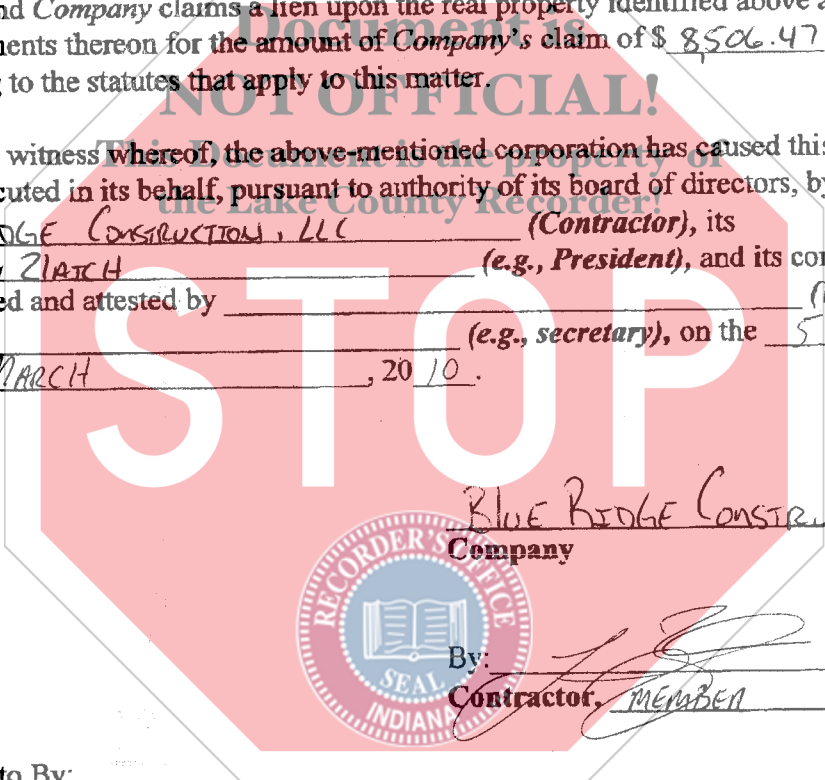 nd Company claims a lien upon the real property identified above a
Document is
ments thereon for the amount of Company's claim of $ 8,506.47
to the statutes that apply to this matter.
NOT OFFICIAL!
witness whereof, the above-mentioned corporation has caused this
This Document is the property of
cuted in its behalf, pursuant to authority of its board of directors, by
the Lake County Recorder!
DGE CONSTRUCTION, LLC (Contractor), its
ZIATCH (e.g., President), and its cor
ed and attested by
(e.g., secretary), on the 5
MARCH, 2010.
STOP
BLUE RIDGE CONSTR
Company
RECORDER'S OFFICE
SEAL
INDIANA
By:
Contractor, MEMBER
to By: